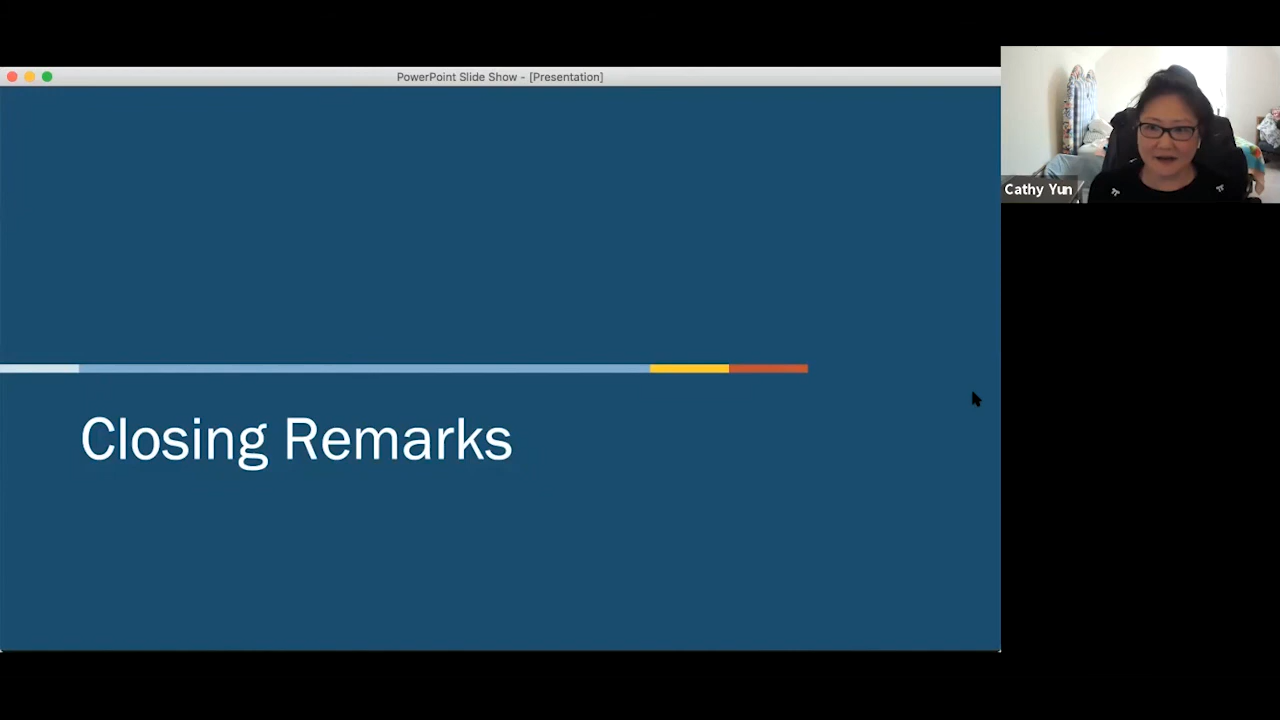 PowerPoint Slide Show - [Presentation]
Cathy Yun
Closing Remarks